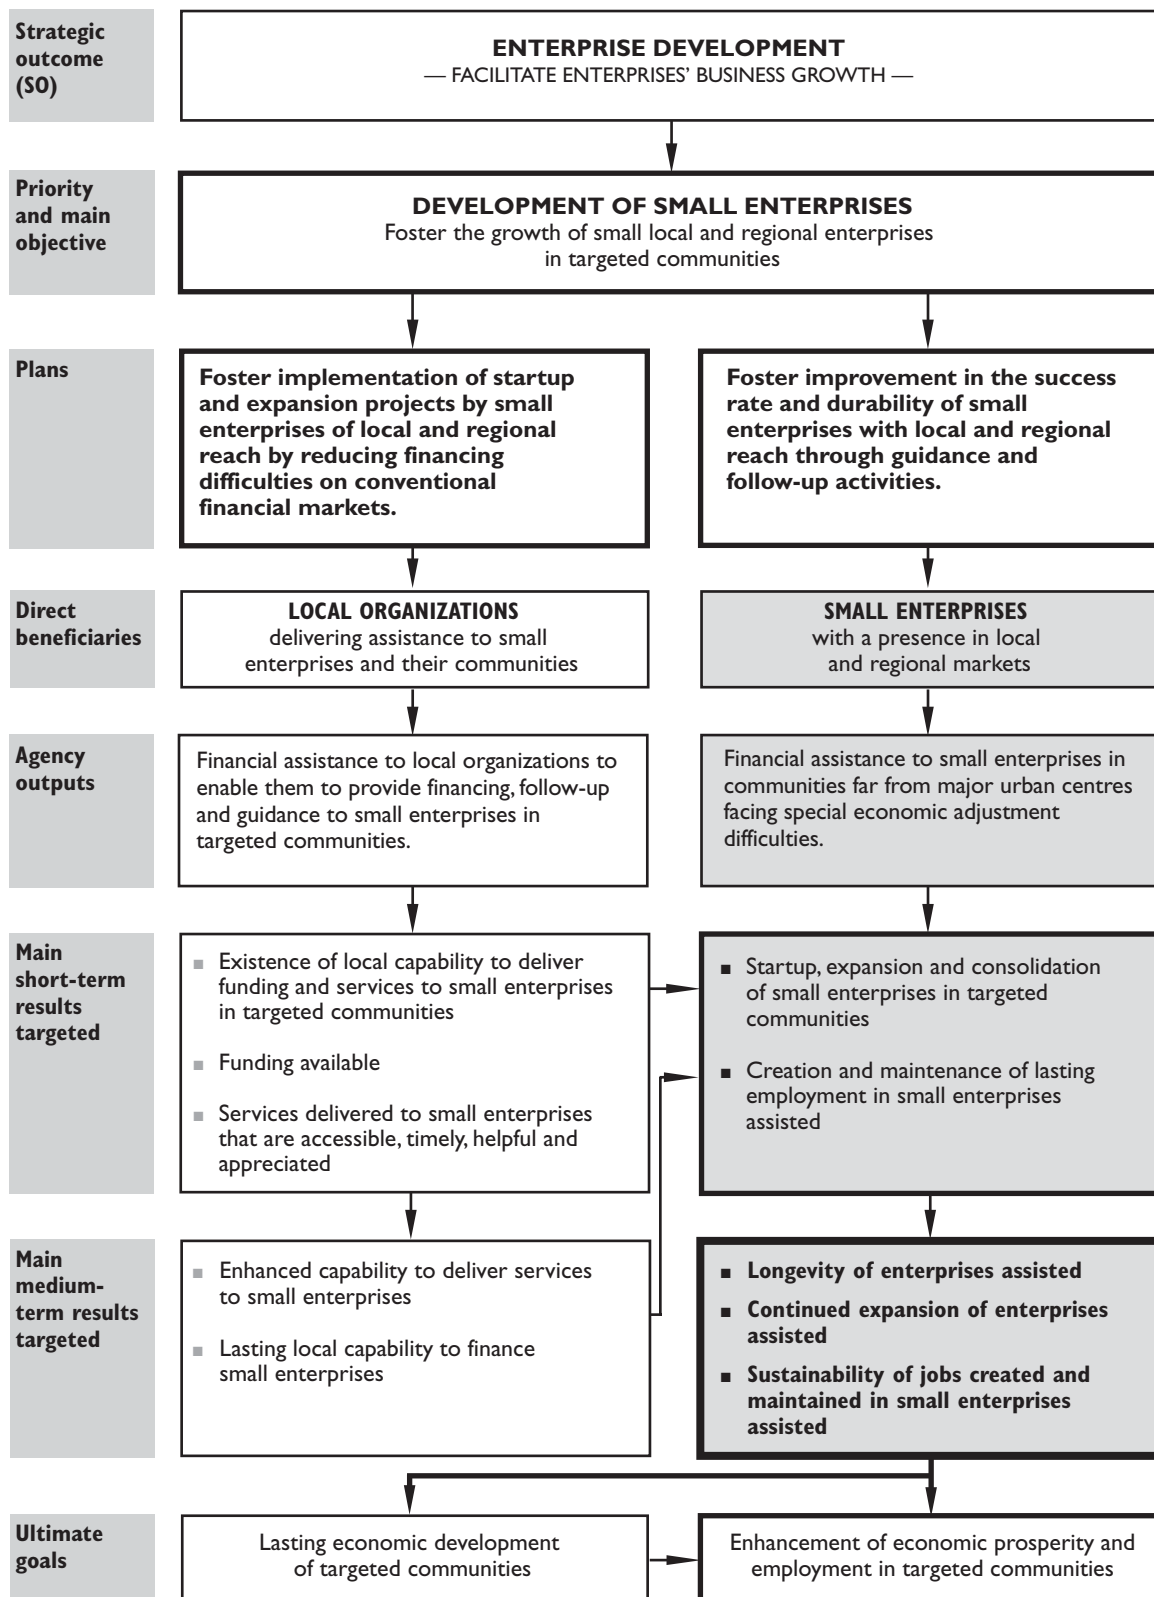 Strategic
outcome
(SO)
ENTERPRISE DEVELOPMENT
— FACILITATE ENTERPRISES’ BUSINESS GROWTH —
Priority
and main
objective
DEVELOPMENT OF SMALL ENTERPRISES
Foster the growth of small local and regional enterprises
in targeted communities
Plans
Foster implementation of startup
and expansion projects by small
enterprises of local and regional
reach by reducing financing
difficulties on conventional
financial markets.
Foster improvement in the success
rate and durability of small
enterprises with local and regional
reach through guidance and
follow-up activities.
Direct
beneficiaries
LOCAL ORGANIZATIONS
delivering assistance to small
enterprises and their communities
SMALL ENTERPRISES
with a presence in local
and regional markets
Agency
outputs
Financial assistance to local organizations to
enable them to provide financing, follow-up
and guidance to small enterprises in
targeted communities.
Financial assistance to small enterprises in
communities far from major urban centres
facing special economic adjustment
difficulties.
Main
short-term
results
targeted
■ Existence of local capability to deliver
funding and services to small enterprises
in targeted communities
■ Funding available
■ Services delivered to small enterprises
that are accessible, timely, helpful and
appreciated
■ Startup, expansion and consolidation
of small enterprises in targeted
communities
■ Creation and maintenance of lasting
employment in small enterprises
assisted
Main
medium-
term results
targeted
■ Enhanced capability to deliver services
to small enterprises
■ Lasting local capability to finance
small enterprises
■ Longevity of enterprises assisted
■ Continued expansion of enterprises
assisted
■ Sustainability of jobs created and
maintained in small enterprises
assisted
Ultimate
goals
Lasting economic development
of targeted communities
Enhancement of economic prosperity and
employment in targeted communities